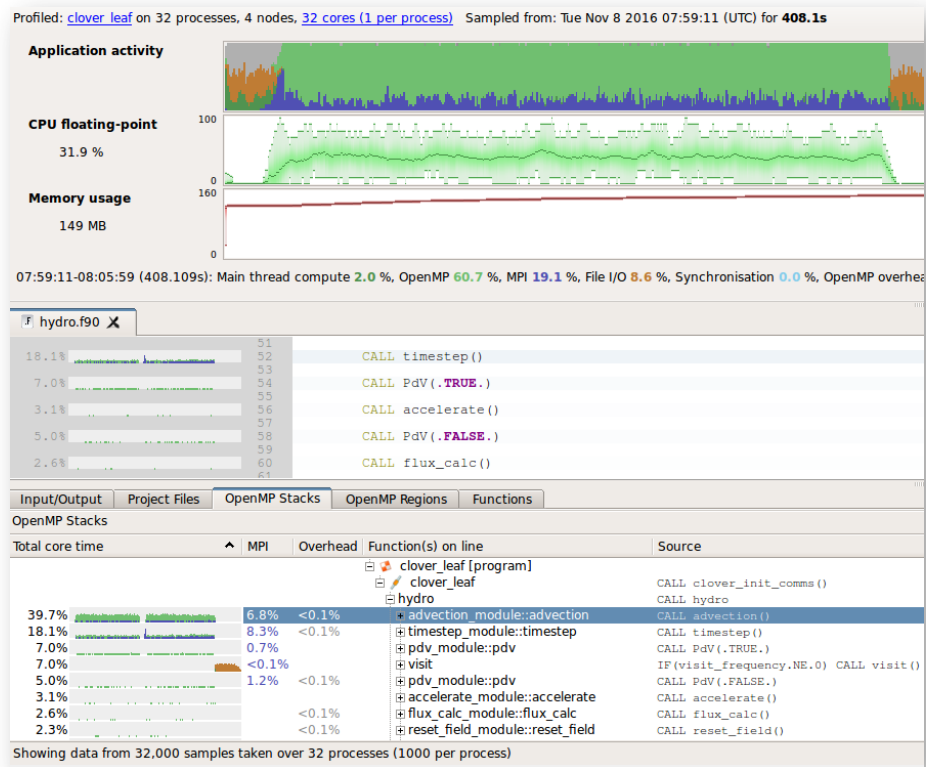 Profiled: clover_leaf on 32 processes, 4 nodes, 32 cores (1 per process) Sampled from: Tue Nov 8 2016 07:59:11 (UTC) for 408.1s
Application activity
CPU floating-point
100
31.9 %
0
Memory usage
160
149 MB
0
07:59:11-08:05:59 (408.109s): Main thread compute 2.0 %, OpenMP 60.7 %, MPI 19.1 %, File I/O 8.6 %, Synchronisation 0.0 %, OpenMP overhea
F hydro.f90 X
51
18.1% 52 CALL timestep()
53
7.0% 54 CALL PdV(.TRUE.)
55
3.1% 56 CALL accelerate()
57
5.0% 58 CALL PdV(.FALSE.)
59
2.6% 60 CALL flux_calc()
61
Input/Output Project Files OpenMP Stacks OpenMP Regions Functions
OpenMP Stacks
Total core time MPI Overhead Function(s) on line Source
clover_leaf [program]
clover_leaf CALL clover_init_comms()
hydro CALL hydro
39.7% 6.8% <0.1% advection_module::advection CALL advection()
18.1% 8.3% <0.1% timestep_module::timestep CALL timestep()
7.0% 0.7% pdv_module::pdv CALL PdV(.TRUE.)
7.0% <0.1% visit IF(visit_frequency.NE.0) CALL visit()
5.0% 1.2% <0.1% pdv_module::pdv CALL PdV(.FALSE.)
3.1% accelerate_module::accelerate CALL accelerate()
2.6% <0.1% flux_calc_module::flux_calc CALL flux_calc()
2.3% <0.1% reset_field_module::reset_field CALL reset_field()
Showing data from 32,000 samples taken over 32 processes (1000 per process)